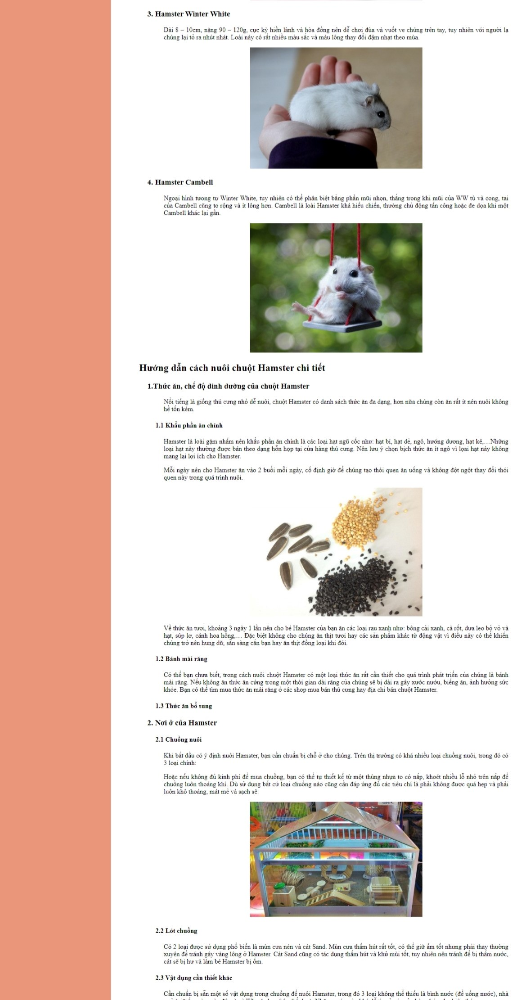 3. Hamster Winter White
Dài 8 – 10cm, nặng 90 – 120g, cực kỳ hiền lành và hòa đồng nên dễ chơi đùa và vuốt ve chúng trên tay, tuy nhiên với người lạ
chúng lại tỏ ra nhút nhát. Loài này có rất nhiều màu sắc và màu lông thay đổi đậm nhạt theo mùa.
4. Hamster Cambell
Ngoại hình tương tự Winter White, tuy nhiên có thể phân biệt bằng phần mũi nhọn, thẳng trong khi mũi của WW tù và cong, tai
của Cambell cũng to rộng và ít lông hơn. Cambell là loài Hamster khá hiếu chiến, thường chủ động tấn công hoặc đe dọa khi một
Cambell khác lại gần.
Hướng dẫn cách nuôi chuột Hamster chi tiết
1.Thức ăn, chế độ dinh dưỡng của chuột Hamster
Nổi tiếng là giống thú cưng nhỏ dễ nuôi, chuột Hamster có danh sách thức ăn đa dạng, hơn nữa chúng còn ăn rất ít nên nuôi không
hề tốn kém.
1.1 Khẩu phần ăn chính
Hamster là loài gặm nhấm nên khẩu phần ăn chính là các loại hạt ngũ cốc như: hạt bí, hạt dẻ, ngô, hướng dương, hạt kê,…Những
loại hạt này thường được bán theo dạng hỗn hợp tại cửa hàng thú cưng. Nên lưu ý chọn bịch thức ăn ít ngô vì lọai hạt này không
mang lại lợi ích cho Hamster.
Mỗi ngày nên cho Hamster ăn vào 2 buổi mỗi ngày, cố định giờ để chúng tạo thói quen ăn uống và không đột ngột thay đổi thói
quen này trong quá trình nuôi.
Về thức ăn tươi, khoảng 3 ngày 1 lần nên cho bé Hamster của bạn ăn các loại rau xanh như: bông cải xanh, cà rốt, dưa leo bỏ vỏ và
hạt, súp lơ, cánh hoa hồng,… Đặc biệt không cho chúng ăn thịt tươi hay các sản phẩm khác từ động vật vì điều này có thể khiến
chúng trở nên hung dữ, sẵn sàng cắn bạn hay ăn thịt đồng loại khi đói.
1.2 Bánh mài răng
Có thể bạn chưa biết, trong cách nuôi chuột Hamster có một loại thức ăn rất cần thiết cho quá trình phát triển của chúng là bánh
mài răng. Nếu không ăn thức ăn cứng trong một thời gian dài răng của chúng sẽ bị dài ra gây xước nướu, biếng ăn, ảnh hưởng sức
khỏe. Bạn có thể tìm mua thức ăn mài răng ở các shop mua bán thú cưng hay địa chỉ bán chuột Hamster.
1.3 Thức ăn bổ sung
2. Nơi ở của Hamster
2.1 Chuồng nuôi
Khi bắt đầu có ý định nuôi Hamster, bạn cần chuẩn bị chỗ ở cho chúng. Trên thị trường có khá nhiều loại chuồng nuôi, trong đó có
3 loại chính:
Hoặc nếu không đủ kinh phí để mua chuồng, bạn có thể tự thiết kế từ một thùng nhựa to có nắp, khoét nhiều lỗ nhỏ trên nắp để
chuồng luôn thoáng khí. Dù sử dụng bất cứ loại chuồng nào cũng cần đáp ứng đủ các tiêu chí là phải không được quá hẹp và phải
luôn khô thoáng, mát mẻ và sạch sẽ.
2.2 Lót chuồng
Có 2 loại được sử dụng phổ biến là mùn cưa nén và cát Sand. Mùn cưa thấm hút rất tốt, có thể giữ ấm tốt nhưng phải thay thường
xuyên để tránh gây vàng lông ở Hamster. Cát Sand cũng có tác dụng thấm hút và khử mùi tốt, tuy nhiên nên tránh để bị thấm nước,
cát sẽ bị hư và làm bé Hamster bị ốm.
2.3 Vật dụng cần thiết khác
Cần chuẩn bị sẵn một số vật dụng trong chuồng để nuôi Hamster, trong đó 3 loại không thể thiếu là bình nước (để uống nước), nhà